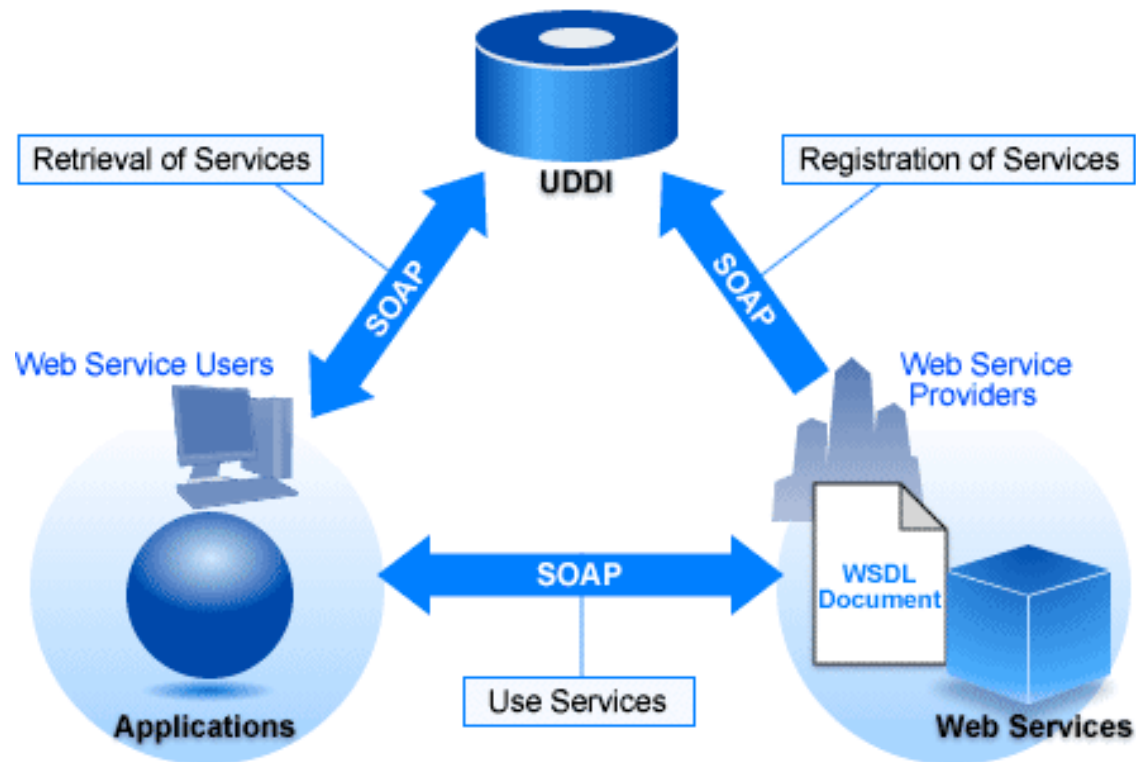 UDDI
Retrieval of Services
Registration of Services
SOAP
SOAP
Web Service Users
Web Service
Providers
SOAP
WSDL
Document
Use Services
Applications
Web Services